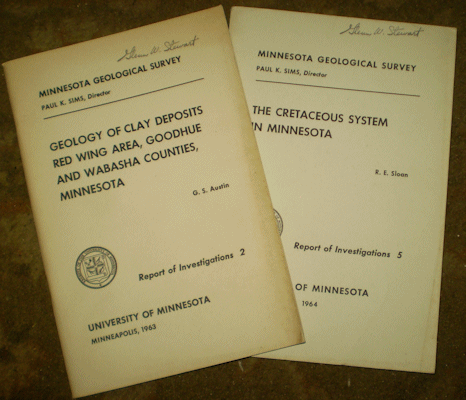 Glenn W. Stewart
MINNESOTA GEOLOGICAL SURVEY
PAUL K. SIMS, Director
GEOLOGY OF CLAY DEPOSITS
RED WING AREA, GOODHUE
AND WABASHA COUNTIES,
MINNESOTA
G. S. Austin
Report of Investigations 2
UNIVERSITY OF MINNESOTA
MINNEAPOLIS, 1963
Glenn W. Stewart
MINNESOTA GEOLOGICAL SURVEY
PAUL K. SIMS, Director
THE CRETACEOUS SYSTEM
IN MINNESOTA
R. E. Sloan
Report of Investigations 5
OF MINNESOTA
1964